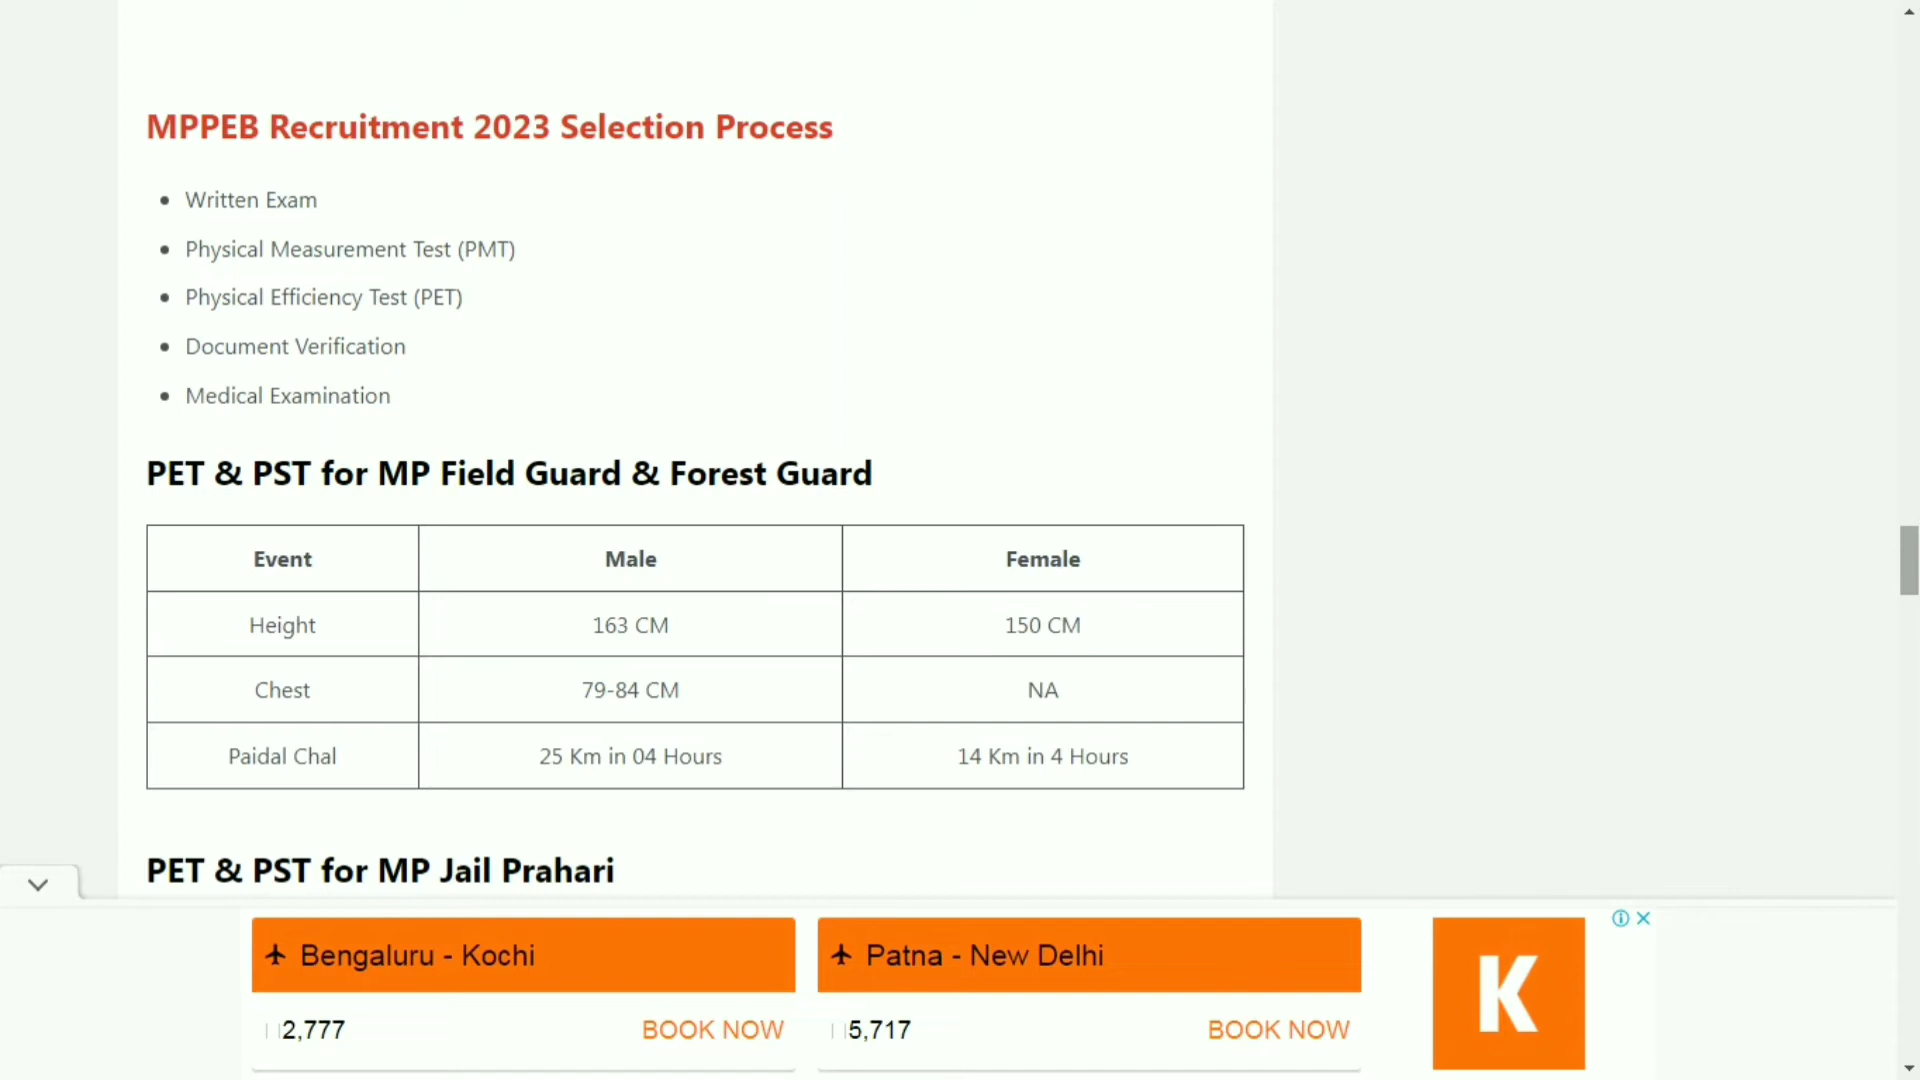 MPPEB Recruitment 2023 Selection Process
Written Exam
Physical Measurement Test (PMT)
Physical Efficiency Test (PET)
Document Verification
Medical Examination
PET & PST for MP Field Guard & Forest Guard
Event Male Female
Height 163 CM 150 CM
Chest 79-84 CM NA
Paidal Chal 25 Km in 04 Hours 14 Km in 4 Hours
PET & PST for MP Jail Prahari
Bengaluru - Kochi
2,777 BOOK NOW
Patna - New Delhi
5,717 BOOK NOW
K